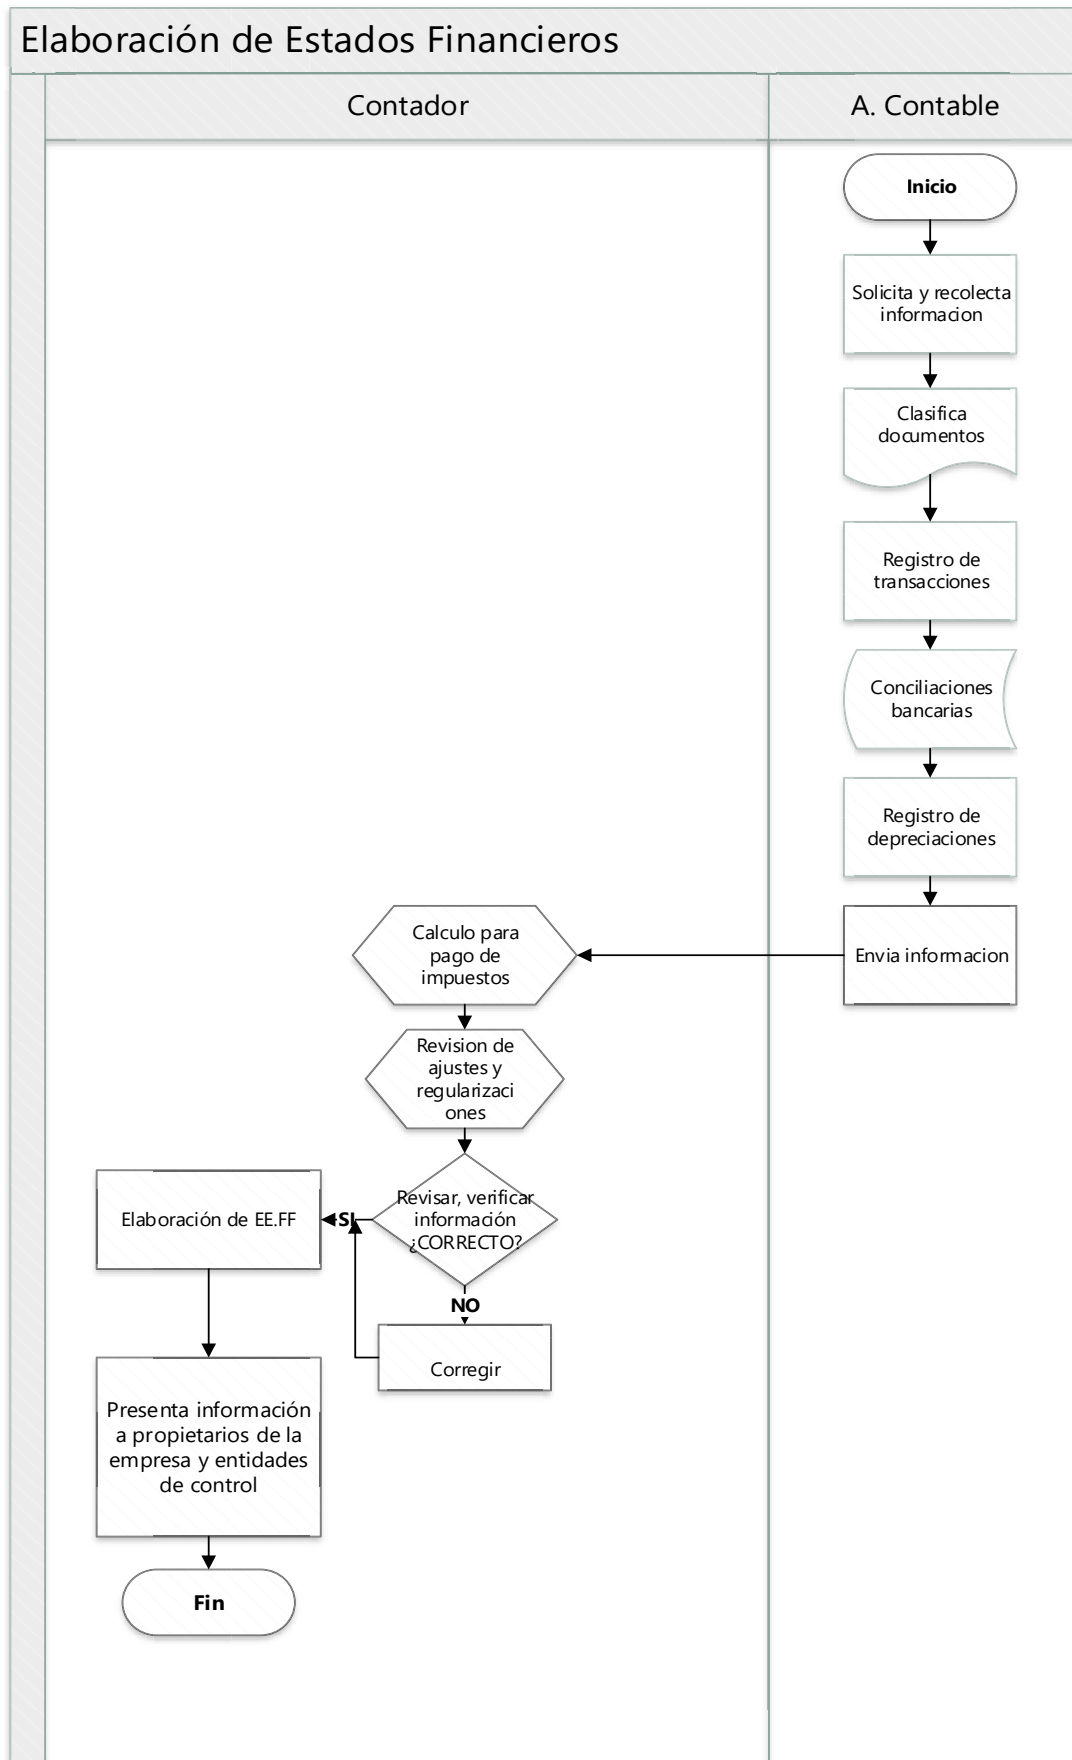 Elaboración de Estados Financieros
Contador
A. Contable
Inicio
Solicita y recolecta
informacion
Clasifica
documentos
Registro de
transacciones
Conciliaciones
bancarias
Registro de
depreciaciones
Envia informacion
Calculo para
pago de
impuestos
Revision de
ajustes y
regularizaci
ones
Revisar, verificar
información
¿CORRECTO?
SI
NO
Corregir
Elaboración de EE.FF
Presenta información
a propietarios de la
empresa y entidades
de control
Fin